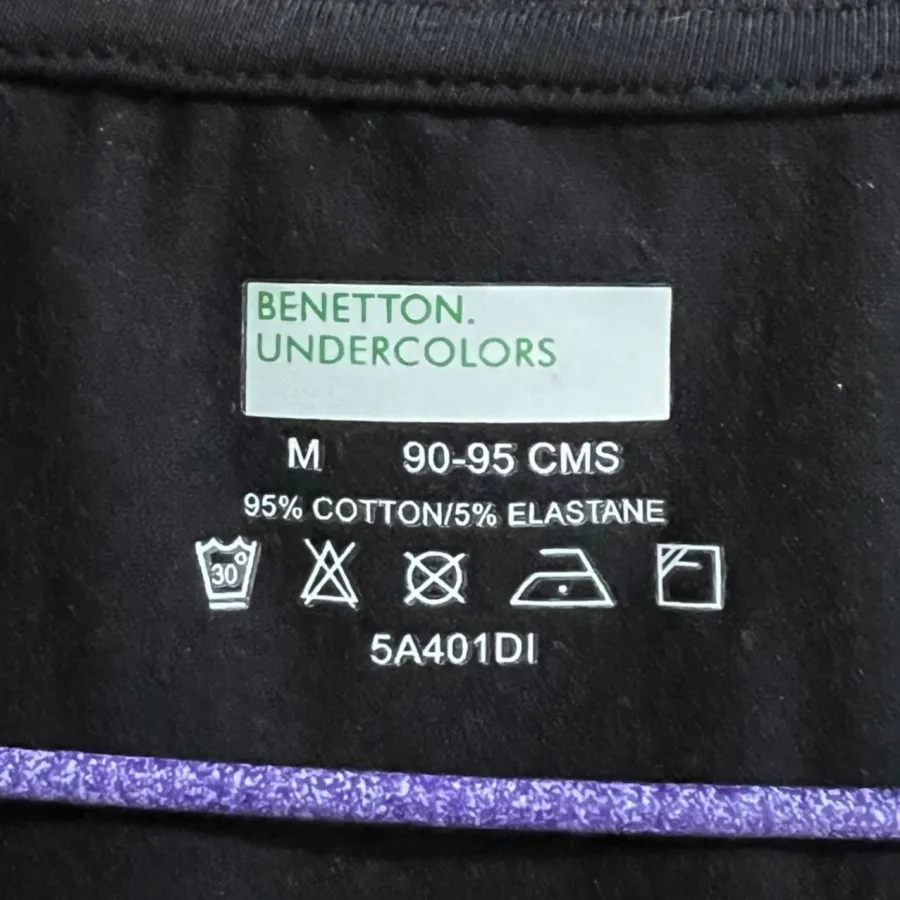 BENETTON.
UNDERCOLORS
M 90-95 CMS
95% COTTON/5% ELASTANE
30°
5A401DI